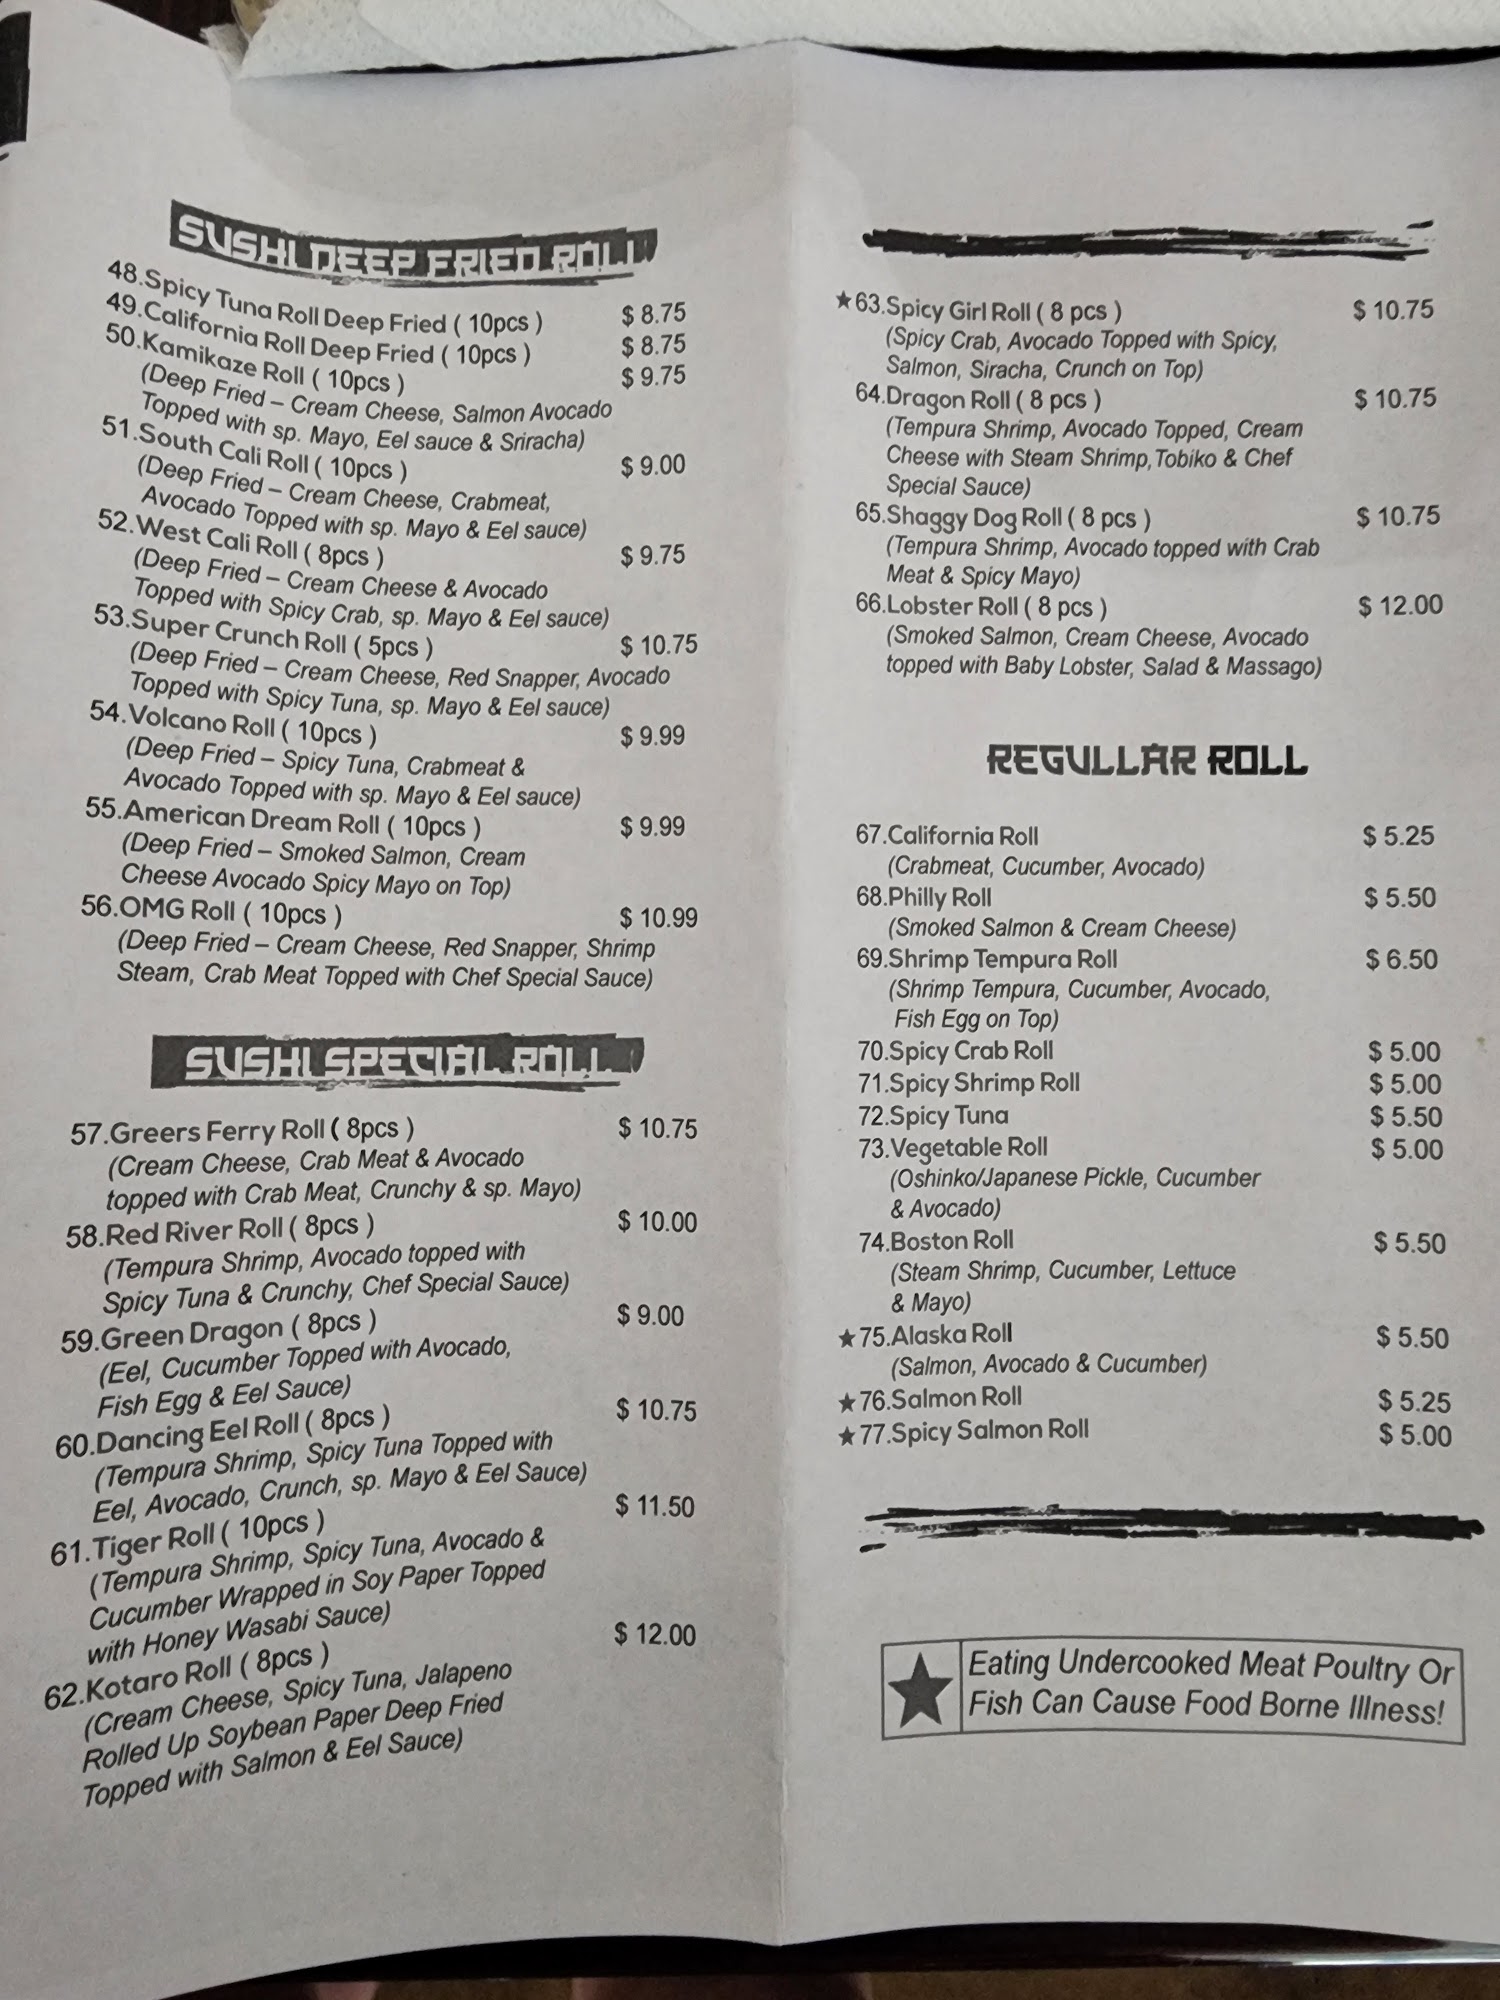 SUSHI DEEP FRIED ROLL
48.Spicy Tuna Roll Deep Fried ( 10pcs ) $ 8.75
49.California Roll Deep Fried ( 10pcs ) $ 8.75
50.Kamikaze Roll ( 10pcs ) $ 9.75
(Deep Fried – Cream Cheese, Salmon Avocado
Topped with sp. Mayo, Eel sauce & Sriracha)
51.South Cali Roll ( 10pcs ) $ 9.00
(Deep Fried – Cream Cheese, Crabmeat,
Avocado Topped with sp. Mayo & Eel sauce)
52.West Cali Roll ( 8pcs ) $ 9.75
(Deep Fried – Cream Cheese & Avocado
Topped with Spicy Crab, sp. Mayo & Eel sauce)
53.Super Crunch Roll ( 5pcs ) $ 10.75
(Deep Fried – Cream Cheese, Red Snapper, Avocado
Topped with Spicy Tuna, sp. Mayo & Eel sauce)
54.Volcano Roll ( 10pcs ) $ 9.99
(Deep Fried – Spicy Tuna, Crabmeat &
Avocado Topped with sp. Mayo & Eel sauce)
55.American Dream Roll ( 10pcs ) $ 9.99
(Deep Fried – Smoked Salmon, Cream
Cheese Avocado Spicy Mayo on Top)
56.OMG Roll ( 10pcs ) $ 10.99
(Deep Fried – Cream Cheese, Red Snapper, Shrimp
Steam, Crab Meat Topped with Chef Special Sauce)
SUSHI SPECIAL ROLL
57.Greers Ferry Roll ( 8pcs ) $ 10.75
(Cream Cheese, Crab Meat & Avocado
topped with Crab Meat, Crunchy & sp. Mayo)
58.Red River Roll ( 8pcs ) $ 10.00
(Tempura Shrimp, Avocado topped with
Spicy Tuna & Crunchy, Chef Special Sauce)
59.Green Dragon ( 8pcs ) $ 9.00
(Eel, Cucumber Topped with Avocado,
Fish Egg & Eel Sauce)
60.Dancing Eel Roll ( 8pcs ) $ 10.75
(Tempura Shrimp, Spicy Tuna Topped with
Eel, Avocado, Crunch, sp. Mayo & Eel Sauce)
61.Tiger Roll ( 10pcs ) $ 11.50
(Tempura Shrimp, Spicy Tuna, Avocado &
Cucumber Wrapped in Soy Paper Topped
with Honey Wasabi Sauce)
62.Kotaro Roll ( 8pcs ) $ 12.00
(Cream Cheese, Spicy Tuna, Jalapeno
Rolled Up Soybean Paper Deep Fried
Topped with Salmon & Eel Sauce)
★63.Spicy Girl Roll ( 8 pcs ) $ 10.75
(Spicy Crab, Avocado Topped with Spicy,
Salmon, Siracha, Crunch on Top)
64.Dragon Roll ( 8 pcs ) $ 10.75
(Tempura Shrimp, Avocado Topped, Cream
Cheese with Steam Shrimp, Tobiko & Chef
Special Sauce)
65.Shaggy Dog Roll ( 8 pcs ) $ 10.75
(Tempura Shrimp, Avocado topped with Crab
Meat & Spicy Mayo)
66.Lobster Roll ( 8 pcs ) $ 12.00
(Smoked Salmon, Cream Cheese, Avocado
topped with Baby Lobster, Salad & Massago)
REGULLAR ROLL
67.California Roll $ 5.25
(Crabmeat, Cucumber, Avocado)
68.Philly Roll $ 5.50
(Smoked Salmon & Cream Cheese)
69.Shrimp Tempura Roll $ 6.50
(Shrimp Tempura, Cucumber, Avocado,
Fish Egg on Top)
70.Spicy Crab Roll $ 5.00
71.Spicy Shrimp Roll $ 5.00
72.Spicy Tuna $ 5.50
73.Vegetable Roll $ 5.00
(Oshinko/Japanese Pickle, Cucumber
& Avocado)
74.Boston Roll $ 5.50
(Steam Shrimp, Cucumber, Lettuce
& Mayo)
★75.Alaska Roll $ 5.50
(Salmon, Avocado & Cucumber)
★76.Salmon Roll $ 5.25
★77.Spicy Salmon Roll $ 5.00
★ Eating Undercooked Meat Poultry Or
Fish Can Cause Food Borne Illness!